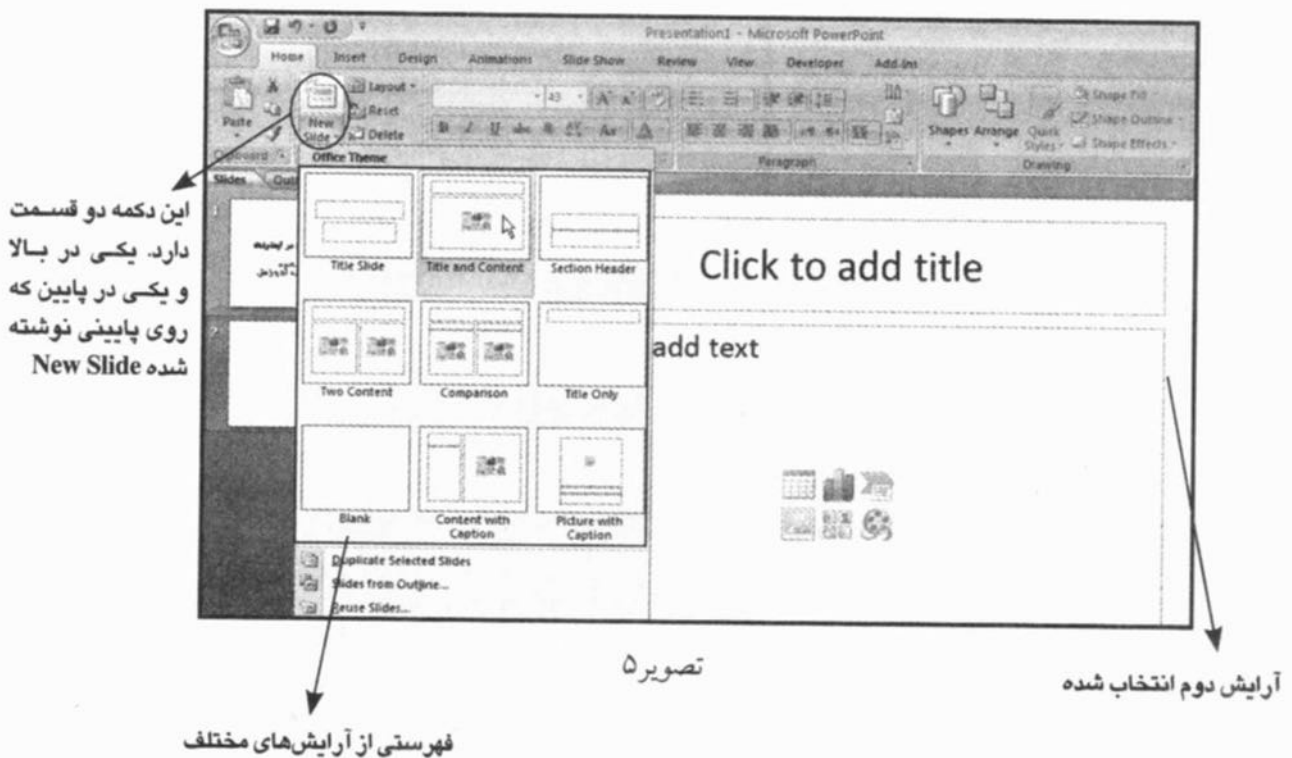 Presentation1 - Microsoft PowerPoint
Home Insert Design Animations Slide Show Review View Developer Add-Ins
Layout
Reset
Delete
Paste
New Slide
43
Shapes Arrange Quick Styles
Shape Fill
Shape Outline
Shape Effects
Clipboard
Paragraph
Drawing
Slides
Office Theme
Title Slide
Title and Content
Section Header
Two Content
Comparison
Title Only
Blank
Content with Caption
Picture with Caption
Duplicate Selected Slides
Slides from Outline...
Reuse Slides...
1
2
Click to add title
add text
این دکمه دو قسمت
دارد. یکی در بالا
و یکی در پایین که
روی پایینی نوشته
شده New Slide
تصویر۵
آرایش دوم انتخاب شده
فهرستی از آرایش‌های مختلف